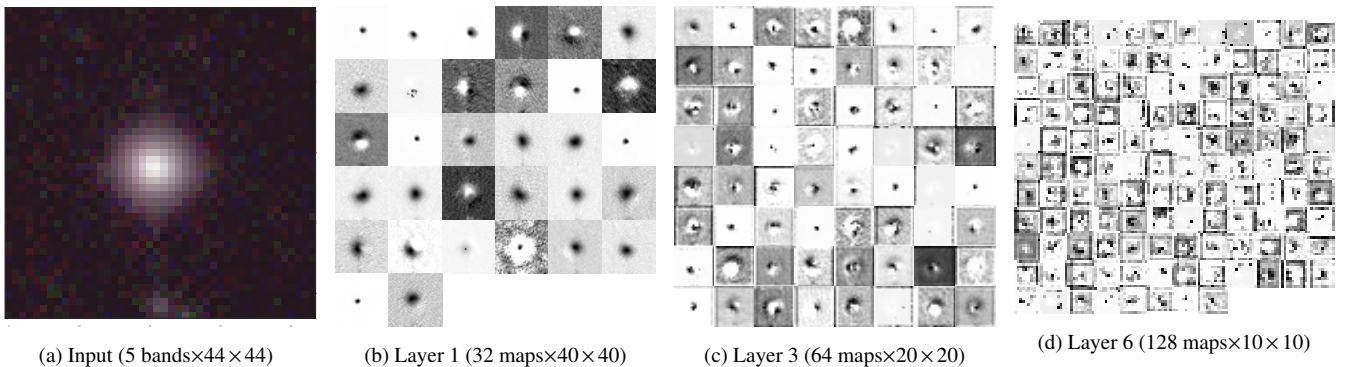 (a) Input (5 bands×44×44)
(b) Layer 1 (32 maps×40×40)
(c) Layer 3 (64 maps×20×20)
(d) Layer 6 (128 maps×10×10)